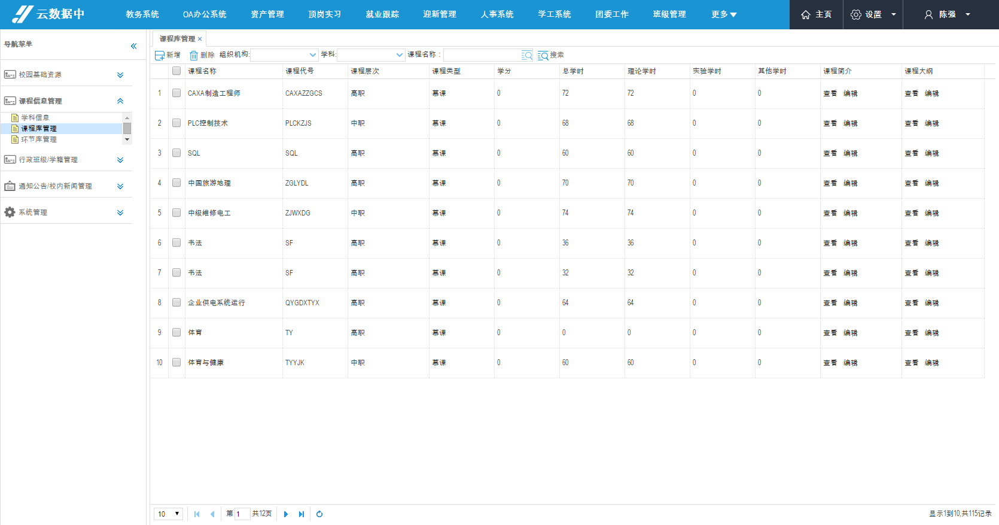 云数据中 教务系统 OA办公系统 资产管理 顶岗实习 就业跟踪 迎新管理 人事系统 学工系统 团委工作 班级管理 更多 主页 设置 陈强
导航菜单
校园基础资源
课程信息管理
学科信息
课程库管理
环节库管理
行政班级/学籍管理
通知公告/校内新闻管理
系统管理
课程库管理 ×
新增 删除 组织机构: 学科: 课程名称： 搜索
课程名称 课程代号 课程层次 课程类型 学分 总学时 理论学时 实验学时 其他学时 课程简介 课程大纲
1 CAXA制造工程师 CAXAZZGCS 高职 慕课 0 72 72 0 0 查看 编辑 查看 编辑
2 PLC控制技术 PLCKZJS 中职 慕课 0 68 68 0 0 查看 编辑 查看 编辑
3 SQL SQL 高职 慕课 0 60 60 0 0 查看 编辑 查看 编辑
4 中国旅游地理 ZGLYDL 高职 慕课 0 70 70 0 0 查看 编辑 查看 编辑
5 中级维修电工 ZJWXDG 中职 慕课 0 74 74 0 0 查看 编辑 查看 编辑
6 书法 SF 高职 慕课 0 36 36 0 0 查看 编辑 查看 编辑
7 书法 SF 高职 慕课 0 32 32 0 0 查看 编辑 查看 编辑
8 企业供电系统运行 QYGDXTYX 高职 慕课 0 64 64 0 0 查看 编辑 查看 编辑
9 体育 TY 高职 慕课 0 0 0 0 0 查看 编辑 查看 编辑
10 体育与健康 TYYJK 中职 慕课 0 60 60 0 0 查看 编辑 查看 编辑
10 第 1 共12页 显示1到10,共115记录